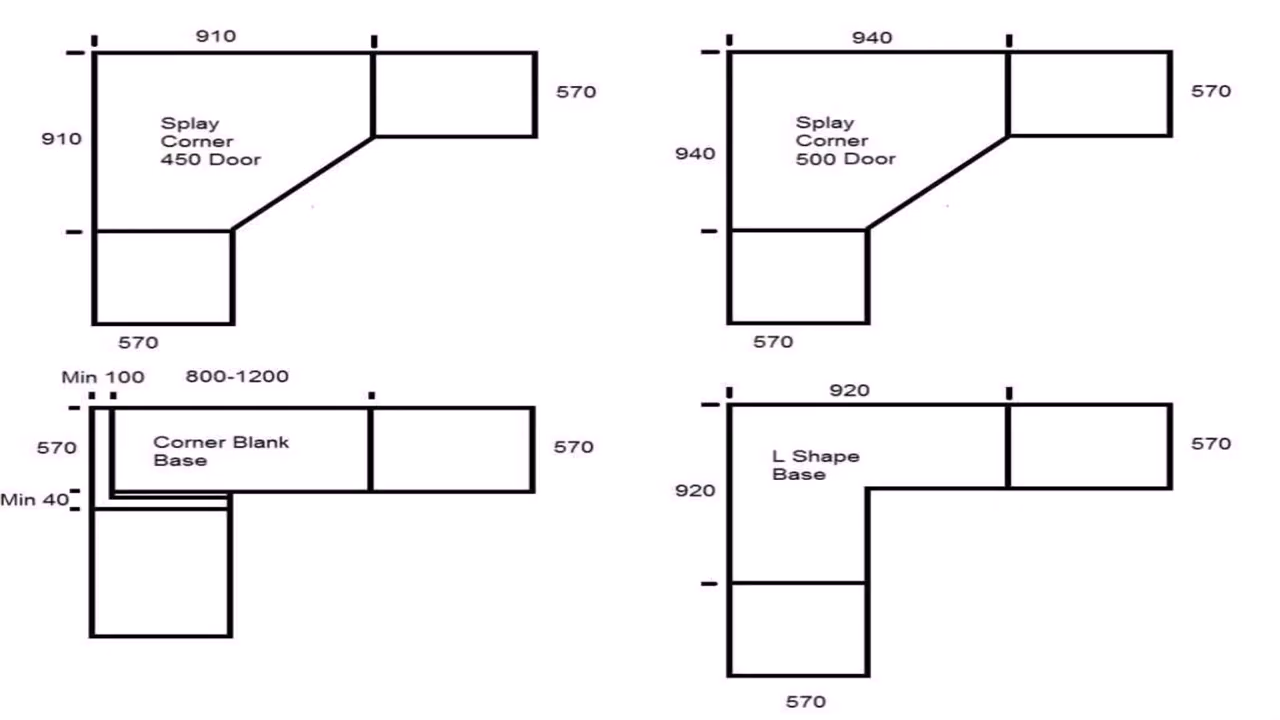 910
570
910
Splay
Corner
450 Door
570
940
570
940
Splay
Corner
500 Door
570
Min 100 800-1200
570
Corner Blank
Base
570
Min 40
920
570
920
L Shape
Base
570